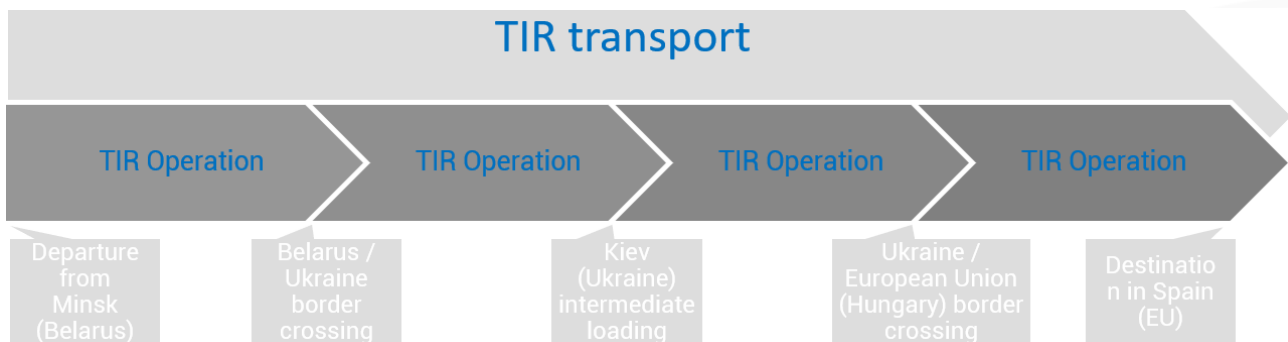 TIR transport
TIR Operation
TIR Operation
TIR Operation
TIR Operation
Departure
from
Minsk
(Belarus)
Belarus /
Ukraine
border
crossing
Kiev
(Ukraine)
intermediate
loading
Ukraine /
European Union
(Hungary) border
crossing
Destinatio
n in Spain
(EU)